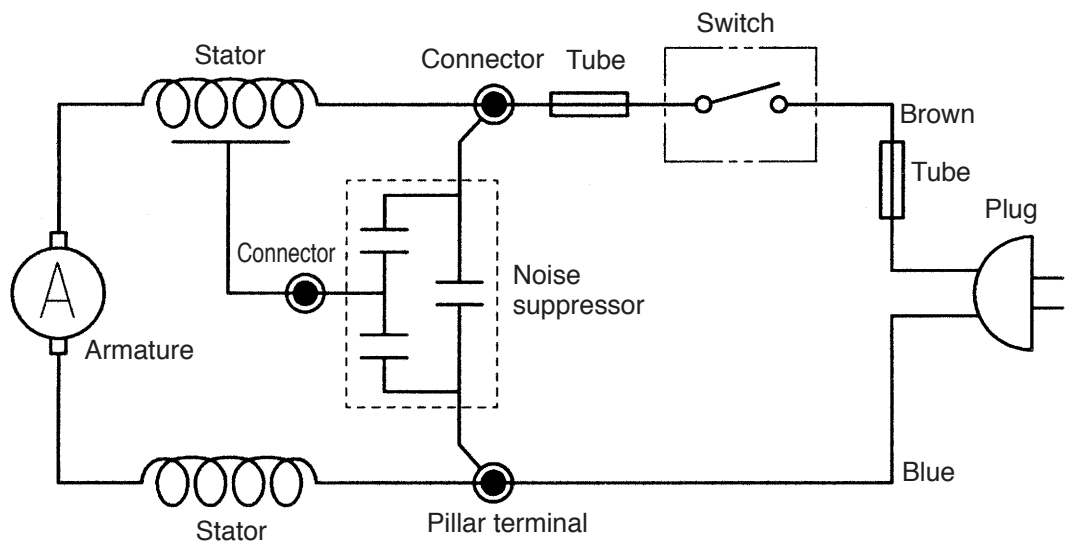 Switch
Stator
Connector
Tube
Brown
Tube
Plug
Connector
Noise
suppressor
A
Armature
Blue
Stator
Pillar terminal